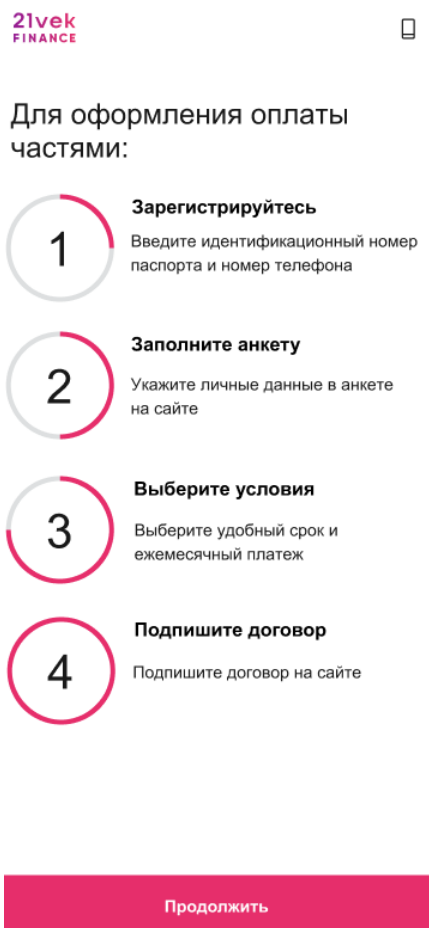 21vek
FINANCE
Для оформления оплаты
частями:
1
Зарегистрируйтесь
Введите идентификационный номер
паспорта и номер телефона
2
Заполните анкету
Укажите личные данные в анкете
на сайте
3
Выберите условия
Выберите удобный срок и
ежемесячный платеж
4
Подпишите договор
Подпишите договор на сайте
Продолжить